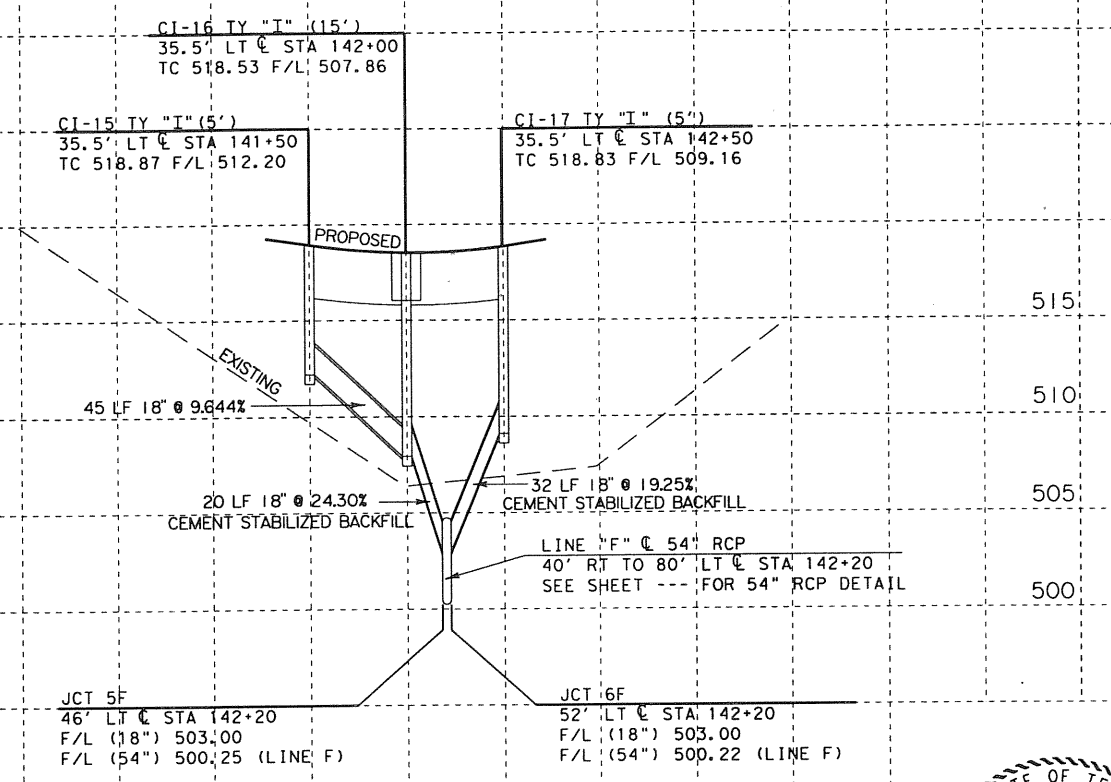 CI-16 TY "I" (15')
35.5' LT ℄ STA 142+00
TC 518.53 F/L 507.86
CI-15 TY "I" (5')
35.5' LT ℄ STA 141+50
TC 518.87 F/L 512.20
CI-17 TY "I" (5')
35.5' LT ℄ STA 142+50
TC 518.83 F/L 509.16
PROPOSED
515
EXISTING
510
45 LF 18" @ 9.644%
20 LF 18" @ 24.30%
CEMENT STABILIZED BACKFILL
32 LF 18" @ 19.25%
CEMENT STABILIZED BACKFILL
505
LINE "F" ℄ 54" RCP
40' RT TO 80' LT ℄ STA 142+20
SEE SHEET --- FOR 54" RCP DETAIL
500
JCT 5F
46' LT ℄ STA 142+20
F/L (18") 503.00
F/L (54") 500.25 (LINE F)
JCT 6F
52' LT ℄ STA 142+20
F/L (18") 503.00
F/L (54") 500.22 (LINE F)
OF